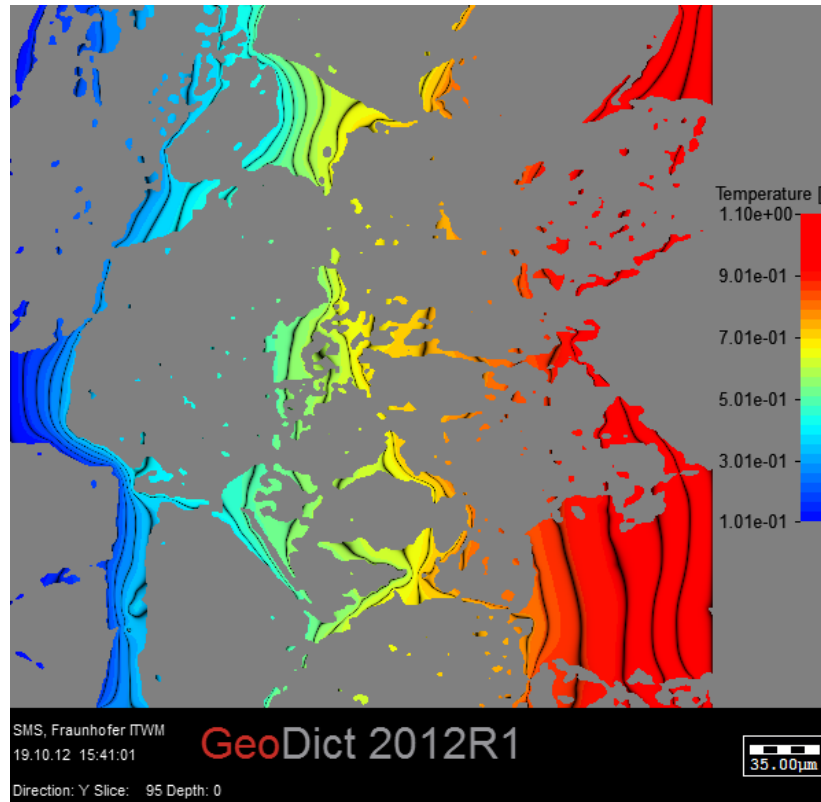 Temperature [
1.10e+00
9.01e-01
7.01e-01
5.01e-01
3.01e-01
1.01e-01
SMS, Fraunhofer ITWM
19.10.12 15:41:01
GeoDict 2012R1
35.00µm
Direction: Y Slice: 95 Depth: 0